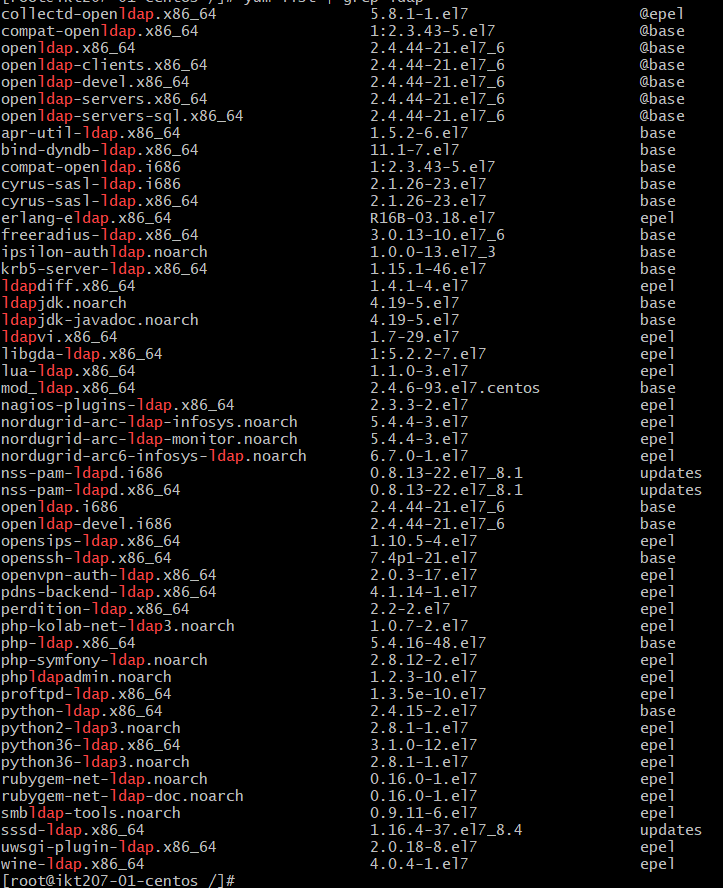 [root@ikt207-01-centos /]# yum list | grep ldap
collectd-openldap.x86_64 5.8.1-1.el7 @epel
compat-openldap.x86_64 1:2.3.43-5.el7 @base
openldap.x86_64 2.4.44-21.el7_6 @base
openldap-clients.x86_64 2.4.44-21.el7_6 @base
openldap-devel.x86_64 2.4.44-21.el7_6 @base
openldap-servers.x86_64 2.4.44-21.el7_6 @base
openldap-servers-sql.x86_64 2.4.44-21.el7_6 @base
apr-util-ldap.x86_64 1.5.2-6.el7 base
bind-dyndb-ldap.x86_64 11.1-7.el7 base
compat-openldap.i686 1:2.3.43-5.el7 base
cyrus-sasl-ldap.i686 2.1.26-23.el7 base
cyrus-sasl-ldap.x86_64 2.1.26-23.el7 base
erlang-eldap.x86_64 R16B-03.18.el7 epel
freeradius-ldap.x86_64 3.0.13-10.el7_6 base
ipsilon-authldap.noarch 1.0.0-13.el7_3 base
krb5-server-ldap.x86_64 1.15.1-46.el7 base
ldapdiff.x86_64 1.4.1-4.el7 epel
ldapjdk.noarch 4.19-5.el7 base
ldapjdk-javadoc.noarch 4.19-5.el7 base
ldapvi.x86_64 1.7-29.el7 epel
libgda-ldap.x86_64 1:5.2.2-7.el7 epel
lua-ldap.x86_64 1.1.0-3.el7 epel
mod_ldap.x86_64 2.4.6-93.el7.centos base
nagios-plugins-ldap.x86_64 2.3.3-2.el7 epel
nordugrid-arc-ldap-infosys.noarch 5.4.4-3.el7 epel
nordugrid-arc-ldap-monitor.noarch 5.4.4-3.el7 epel
nordugrid-arc6-infosys-ldap.noarch 6.7.0-1.el7 epel
nss-pam-ldapd.i686 0.8.13-22.el7_8.1 updates
nss-pam-ldapd.x86_64 0.8.13-22.el7_8.1 updates
openldap.i686 2.4.44-21.el7_6 base
openldap-devel.i686 2.4.44-21.el7_6 base
opensips-ldap.x86_64 1.10.5-4.el7 epel
openssh-ldap.x86_64 7.4p1-21.el7 base
openvpn-auth-ldap.x86_64 2.0.3-17.el7 epel
pdns-backend-ldap.x86_64 4.1.14-1.el7 epel
perdition-ldap.x86_64 2.2-2.el7 epel
php-kolab-net-ldap3.noarch 1.0.7-2.el7 epel
php-ldap.x86_64 5.4.16-48.el7 base
php-symfony-ldap.noarch 2.8.12-2.el7 epel
phpldapadmin.noarch 1.2.3-10.el7 epel
proftpd-ldap.x86_64 1.3.5e-10.el7 epel
python-ldap.x86_64 2.4.15-2.el7 base
python2-ldap3.noarch 2.8.1-1.el7 epel
python36-ldap.x86_64 3.1.0-12.el7 epel
python36-ldap3.noarch 2.8.1-1.el7 epel
rubygem-net-ldap.noarch 0.16.0-1.el7 epel
rubygem-net-ldap-doc.noarch 0.16.0-1.el7 epel
smbldap-tools.noarch 0.9.11-6.el7 epel
sssd-ldap.x86_64 1.16.4-37.el7_8.4 updates
uwsgi-plugin-ldap.x86_64 2.0.18-8.el7 epel
wine-ldap.x86_64 4.0.4-1.el7 epel
[root@ikt207-01-centos /]#